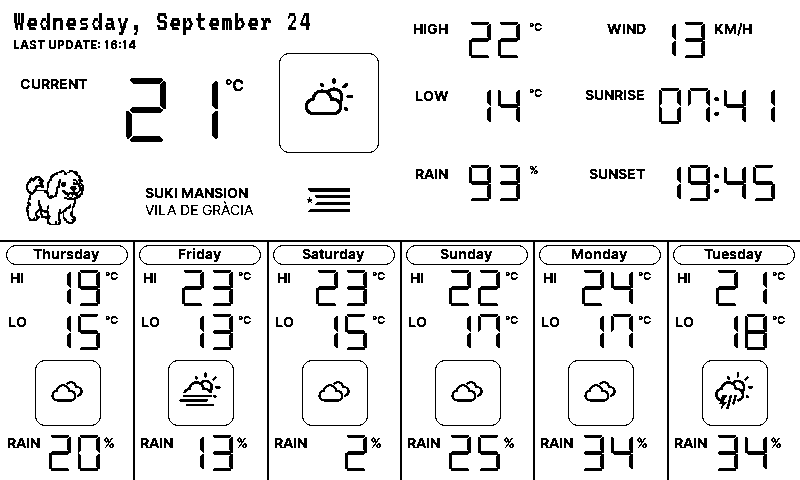 Wednesday, September 24
LAST UPDATE: 16:14
CURRENT 21 °C
HIGH 22 °C
WIND 13 KM/H
LOW 14 °C
SUNRISE 07:41
RAIN 93 %
SUNSET 19:45
SUKI MANSION
VILA DE GRÀCIA
Thursday
HI 19 °C
LO 15 °C
RAIN 20 %
Friday
HI 23 °C
LO 13 °C
RAIN 13 %
Saturday
HI 23 °C
LO 15 °C
RAIN 2 %
Sunday
HI 22 °C
LO 17 °C
RAIN 25 %
Monday
HI 24 °C
LO 17 °C
RAIN 34 %
Tuesday
HI 21 °C
LO 18 °C
RAIN 34 %